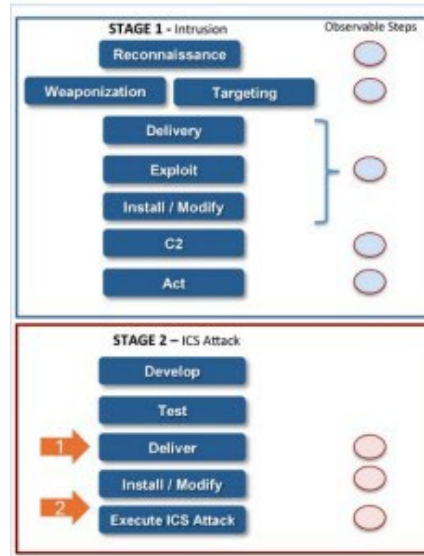 STAGE 1 - Intrusion
Observable Steps
Reconnaissance
Weaponization
Targeting
Delivery
Exploit
Install / Modify
C2
Act
STAGE 2 – ICS Attack
Develop
Test
1
Deliver
Install / Modify
2
Execute ICS Attack